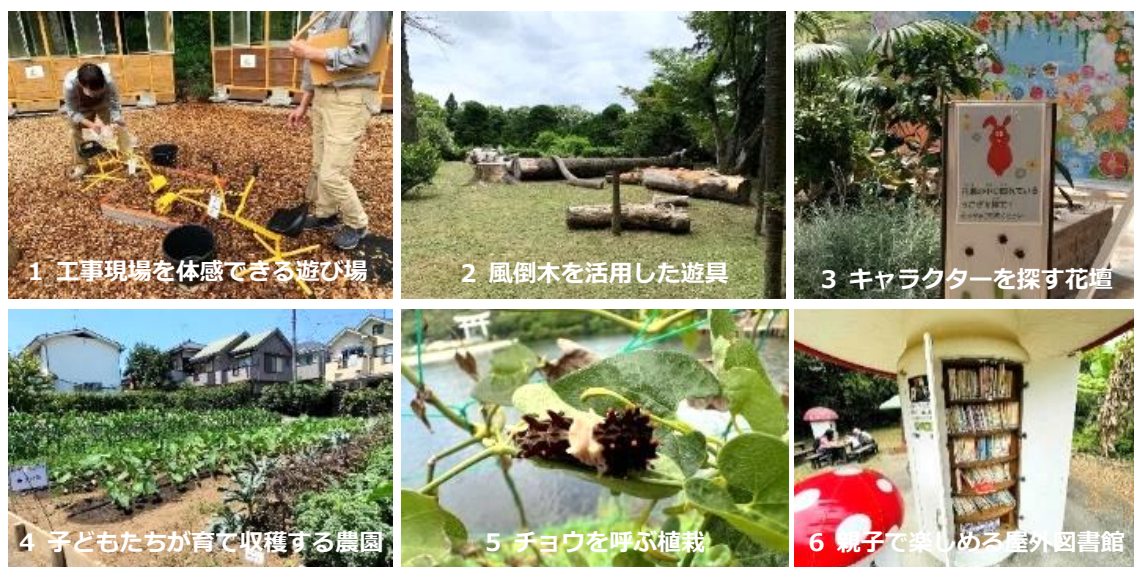 1 工事現場を体感できる遊び場
2 風倒木を活用した遊具
3 キャラクターを探す花壇
4 子どもたちが育て収穫する農園
5 チョウを呼ぶ植栽
6 親子で楽しめる屋外図書館